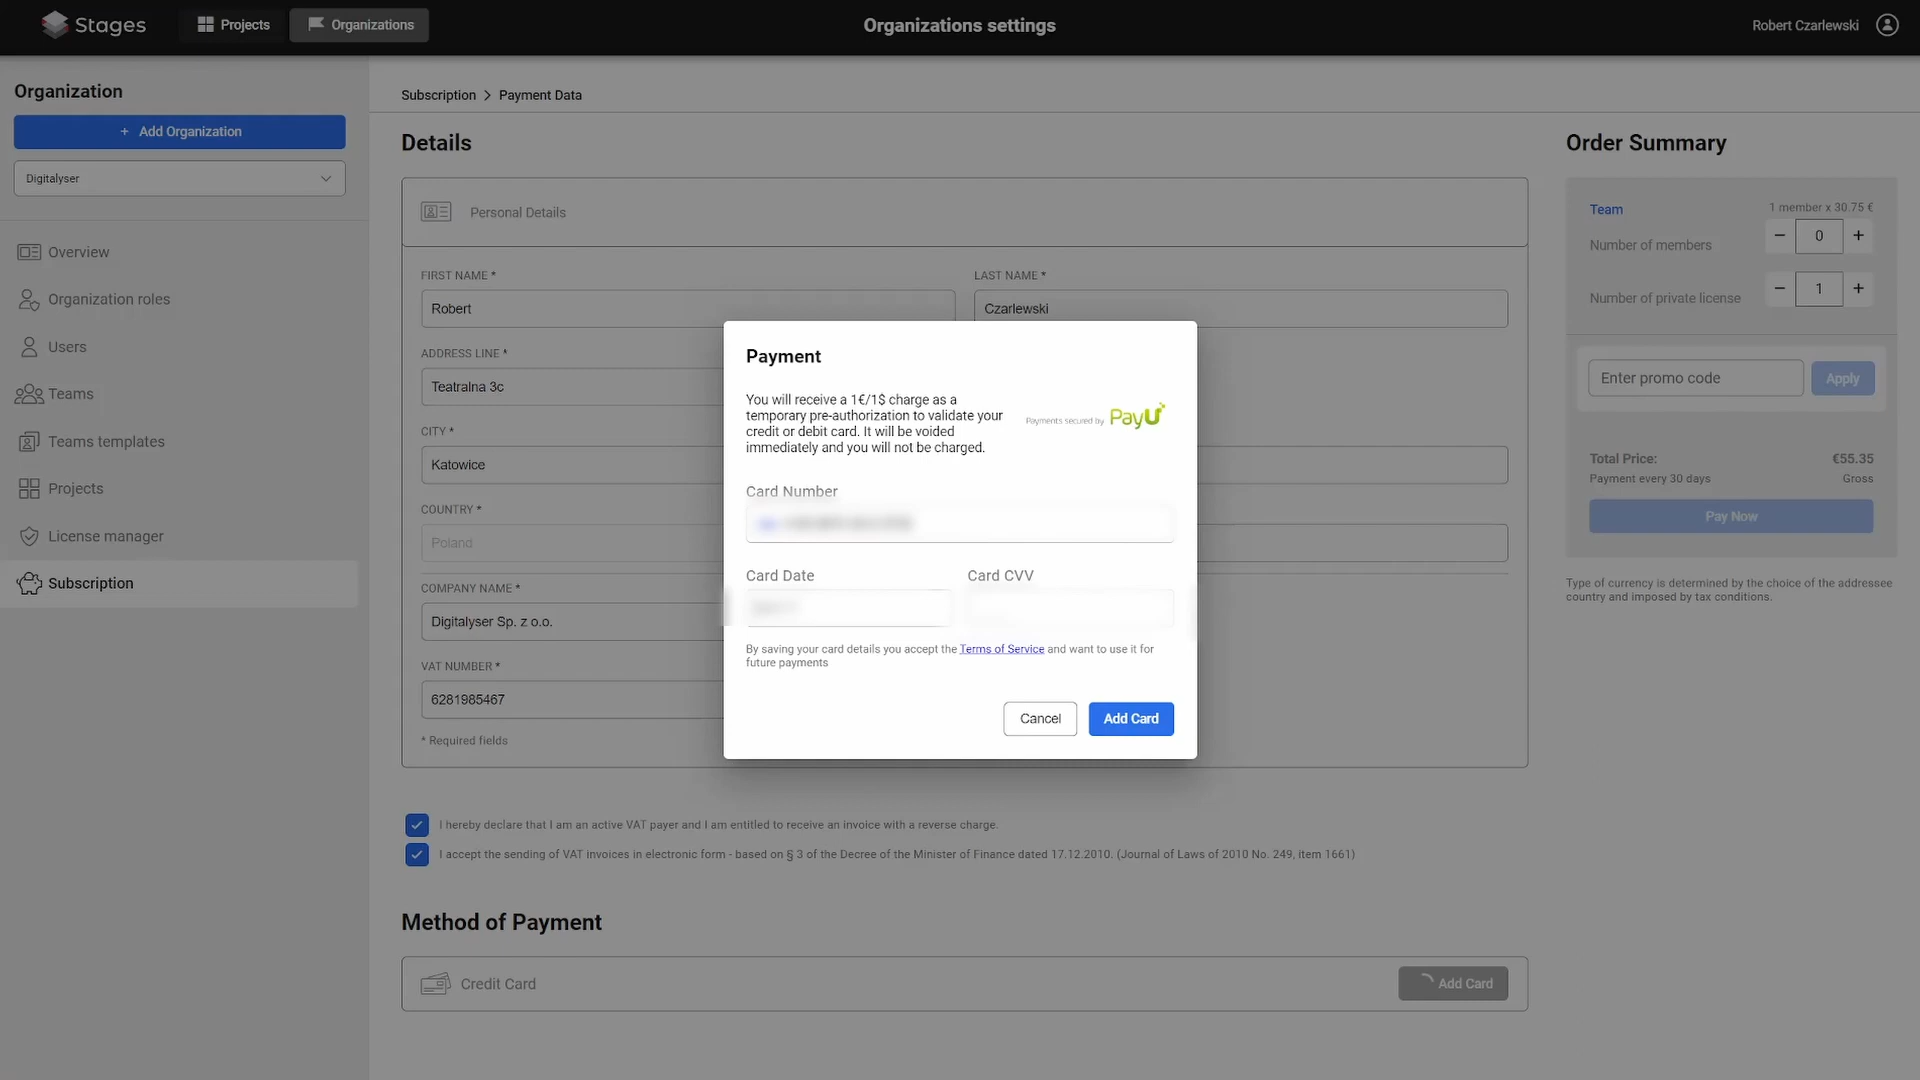 Stages
Projects
Organizations
Organizations settings
Robert Czarlewski
Organization
+ Add Organization
Digitalyser
Overview
Organization roles
Users
Teams
Teams templates
Projects
License manager
Subscription
Subscription > Payment Data
Details
Personal Details
FIRST NAME *
LAST NAME *
Robert
Czarlewski
ADDRESS LINE *
Teatralna 3c
CITY *
Katowice
COUNTRY *
Poland
COMPANY NAME *
Digitalyser Sp. z o.o.
VAT NUMBER *
6281985467
* Required fields
I hereby declare that I am an active VAT payer and I am entitled to receive an invoice with a reverse charge.
I accept the sending of VAT invoices in electronic form - based on § 3 of the Decree of the Minister of Finance dated 17.12.2010. (Journal of Laws of 2010 No. 249, item 1661)
Method of Payment
Credit Card
Add Card
Payment
You will receive a 1€/1$ charge as a
temporary pre-authorization to validate your
credit or debit card. It will be voided
immediately and you will not be charged.
Payments secured by PayU
Card Number
Card Date
Card CVV
By saving your card details you accept the Terms of Service and want to use it for
future payments
Cancel
Add Card
Order Summary
Team
1 member x 30.75 €
Number of members
− 0 +
Number of private license
− 1 +
Enter promo code
Apply
Total Price:
€55.35
Payment every 30 days
Gross
Pay Now
Type of currency is determined by the choice of the addressee
country and imposed by tax conditions.